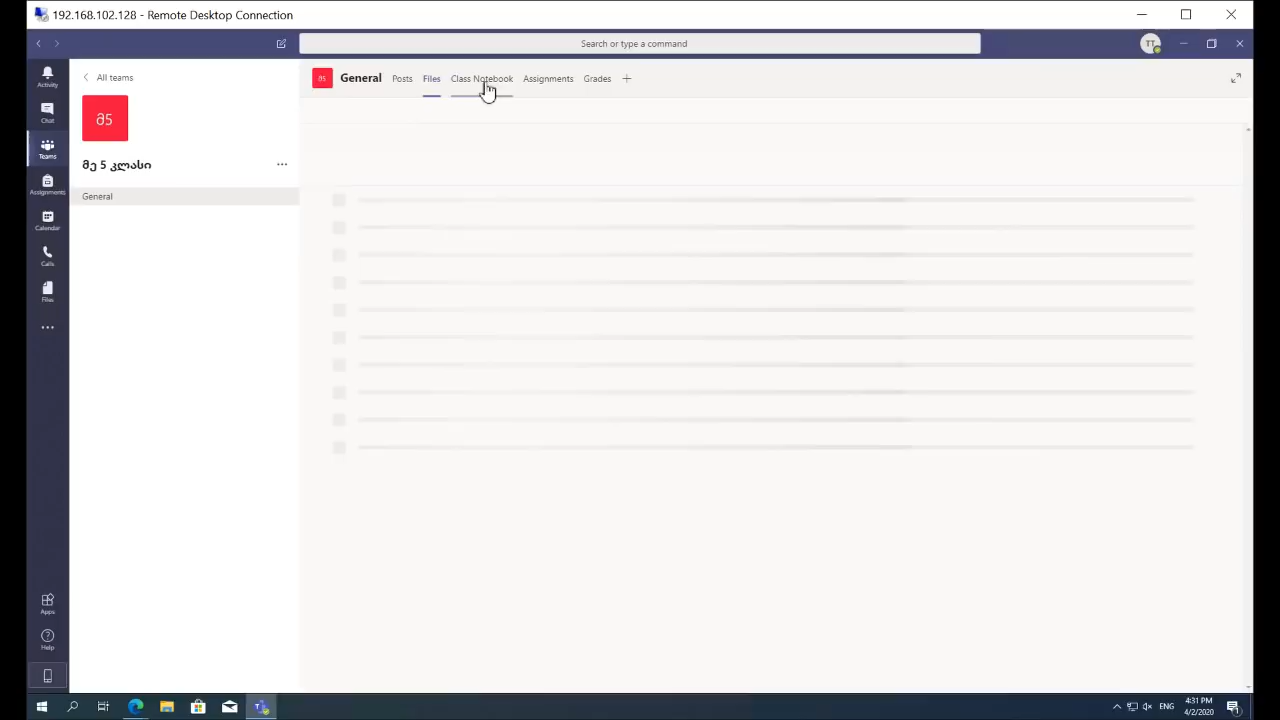 192.168.102.128 - Remote Desktop Connection
Search or type a command
TT
Activity
Chat
Teams
Assignments
Calendar
Calls
Files
Apps
Help
All teams
მ5
მე 5 კლასი
General
მ5
General Posts Files Class Notebook Assignments Grades
ENG
4:31 PM
4/2/2020
1